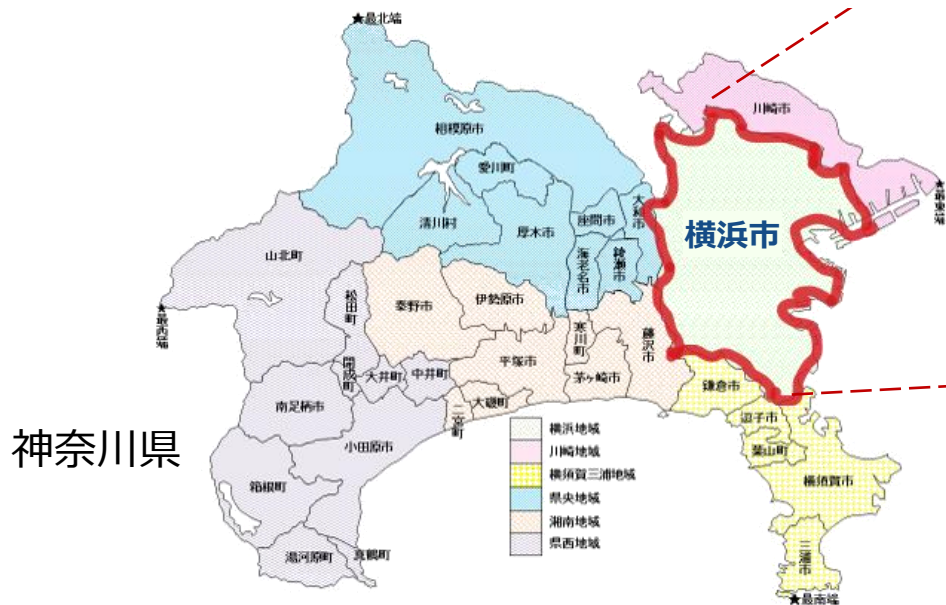 ★最北端
川崎市
相模原市
愛川町
★最東端
大和市
清川村
厚木市
座間市
横浜市
山北町
海老名市
綾瀬市
松田町
秦野市
伊勢原市
★最西端
寒川町
藤沢市
平塚市
開成町
大井町
中井町
茅ヶ崎市
鎌倉市
南足柄市
大磯町
二宮町
逗子市
神奈川県
小田原市
葉山町
箱根町
横須賀市
横浜地域
川崎地域
横須賀三浦地域
県央地域
湘南地域
県西地域
湯河原町
真鶴町
三浦市
★最南端